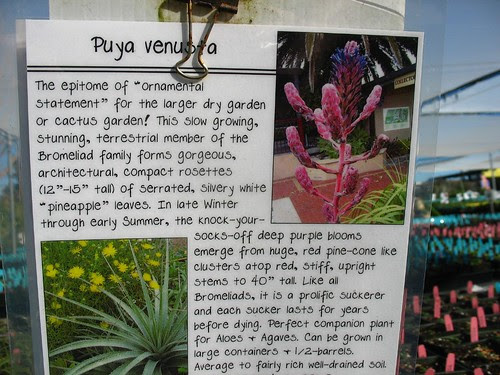 Puya venusta
The epitome of "ornamental
statement" for the larger dry garden
or cactus garden! This slow growing,
stunning, terrestrial member of the
Bromeliad family forms gorgeous,
architectural, compact rosettes
(12"-15" tall) of serrated, silvery white
"pineapple" leaves. In late Winter
through early Summer, the knock-your-
socks-off deep purple blooms
emerge from huge, red pine-cone like
clusters atop red, stiff, upright
stems to 40" tall. Like all
Bromeliads, it is a prolific suckerer
and each sucker lasts for years
before dying. Perfect companion plant
for Aloes + Agaves. Can be grown in
large containers + 1/2-barrels.
Average to fairly rich well-drained soil.